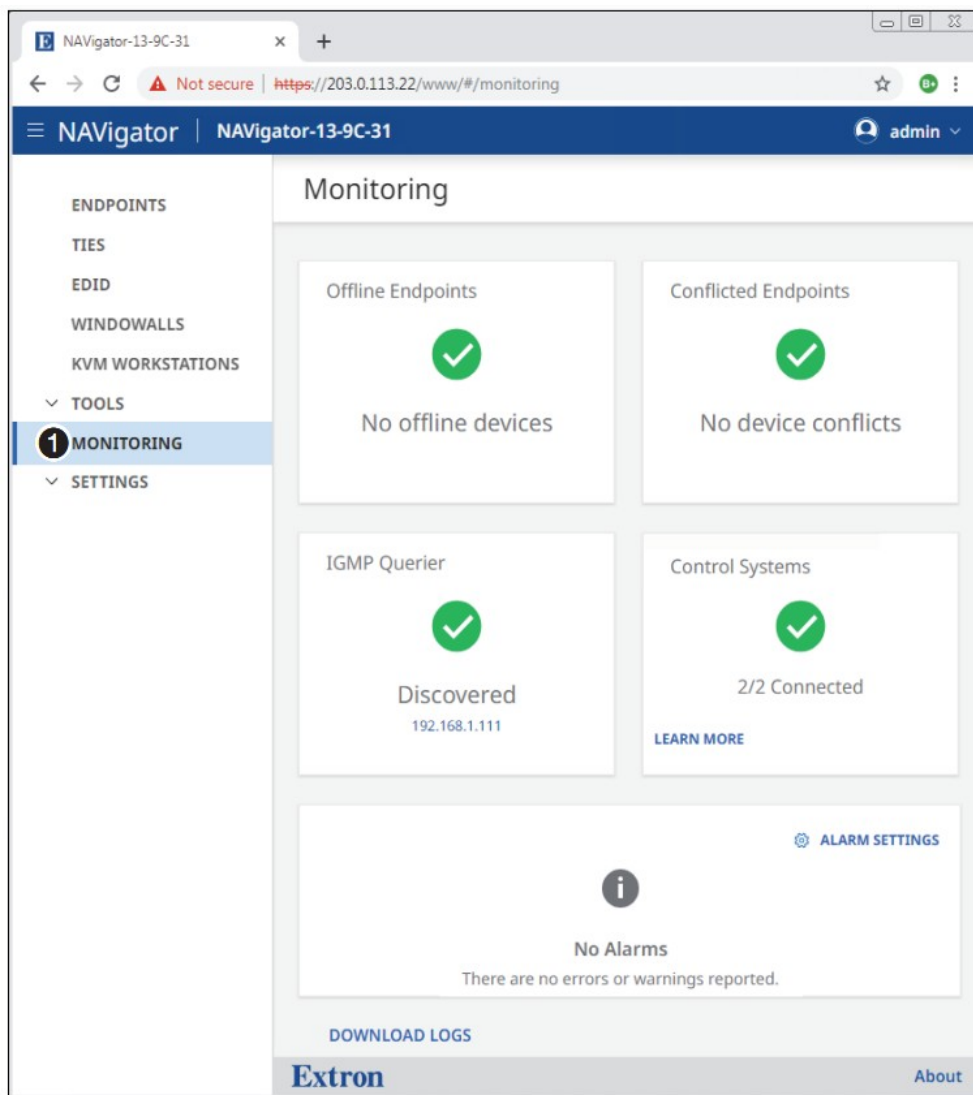 NAVigator-13-9C-31
Not secure | https://203.0.113.22/www/#/monitoring
NAVigator | NAVigator-13-9C-31
admin
ENDPOINTS
TIES
EDID
WINDOWALLS
KVM WORKSTATIONS
TOOLS
1 MONITORING
SETTINGS
Monitoring
Offline Endpoints
No offline devices
Conflicted Endpoints
No device conflicts
IGMP Querier
Discovered
192.168.1.111
Control Systems
2/2 Connected
LEARN MORE
ALARM SETTINGS
No Alarms
There are no errors or warnings reported.
DOWNLOAD LOGS
Extron
About